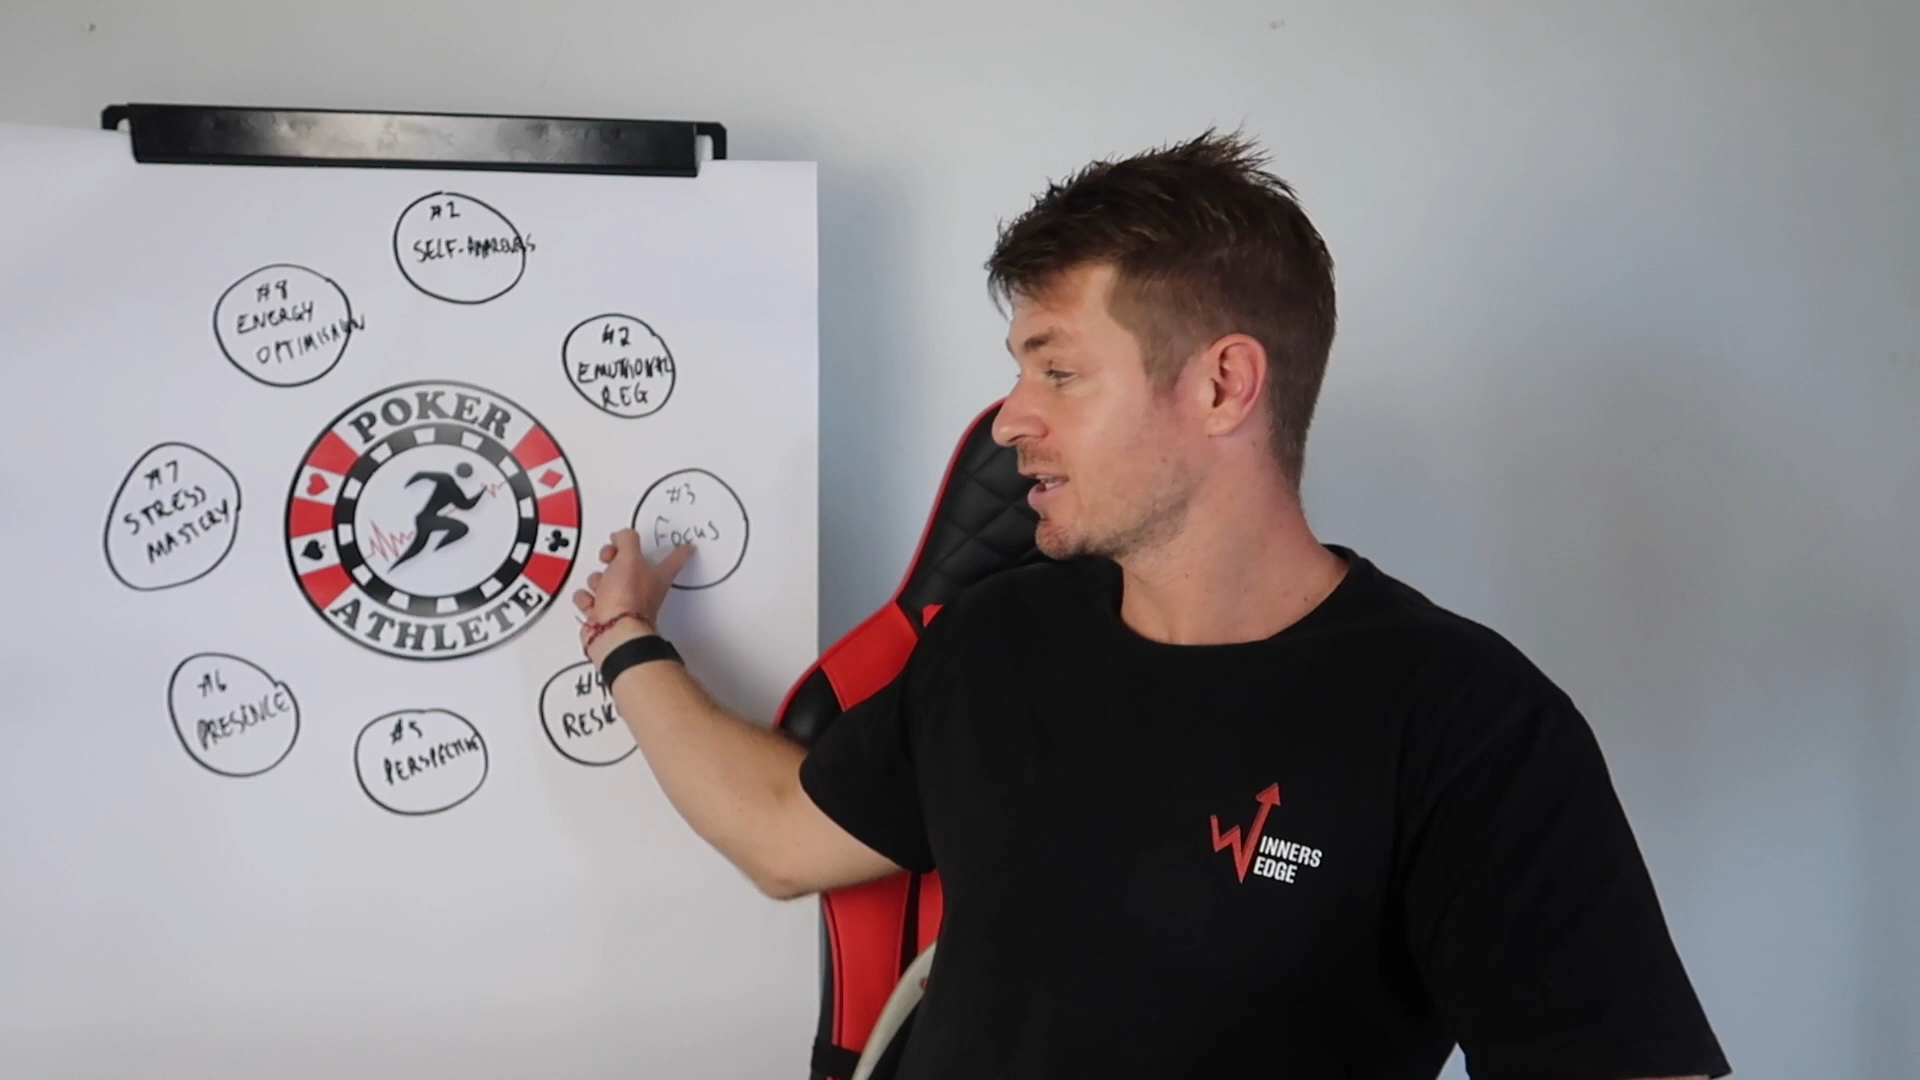 #1
SELF-AWARENESS
#2
EMOTIONAL
REG
#3
FOCUS
#4
#5
PERSPECTIVE
#6
PRESENCE
#7
STRESS
MASTERY
#8
ENERGY
OPTIMISATION
POKER
ATHLETE
WINNERS
EDGE